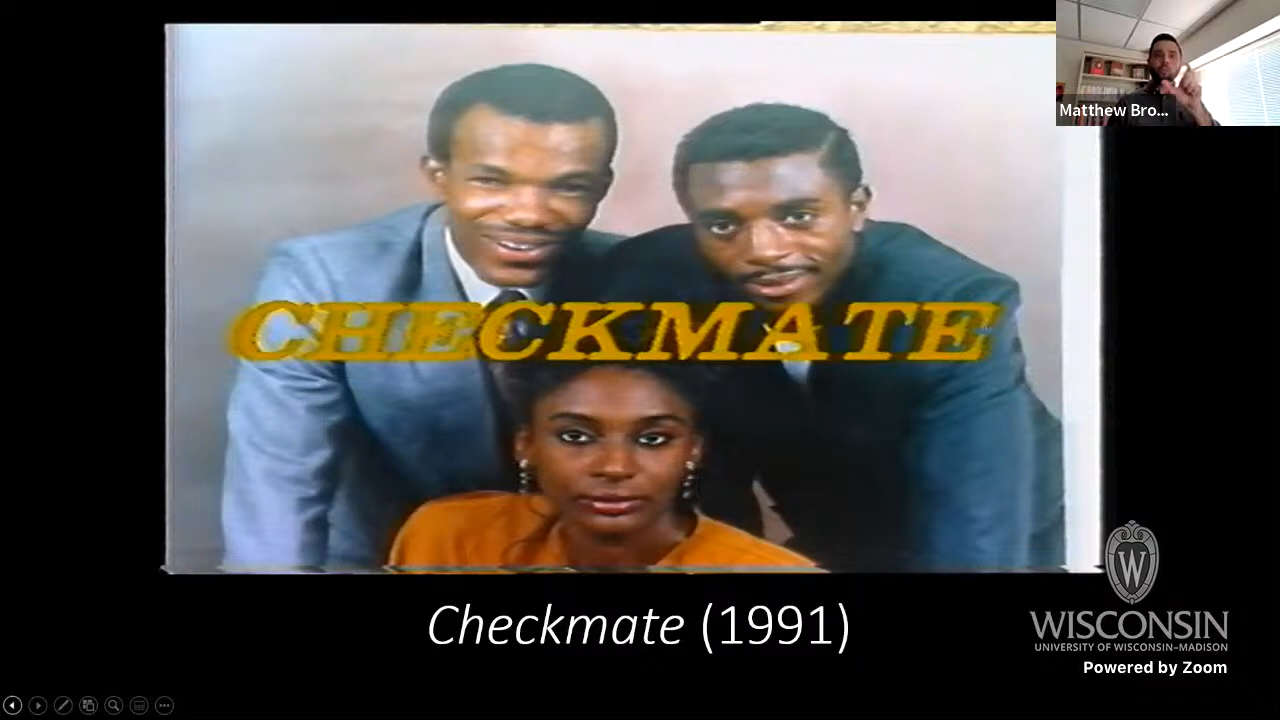 Matthew Bro...
CHECKMATE
Checkmate (1991)
W
WISCONSIN
UNIVERSITY OF WISCONSIN–MADISON
Powered by Zoom